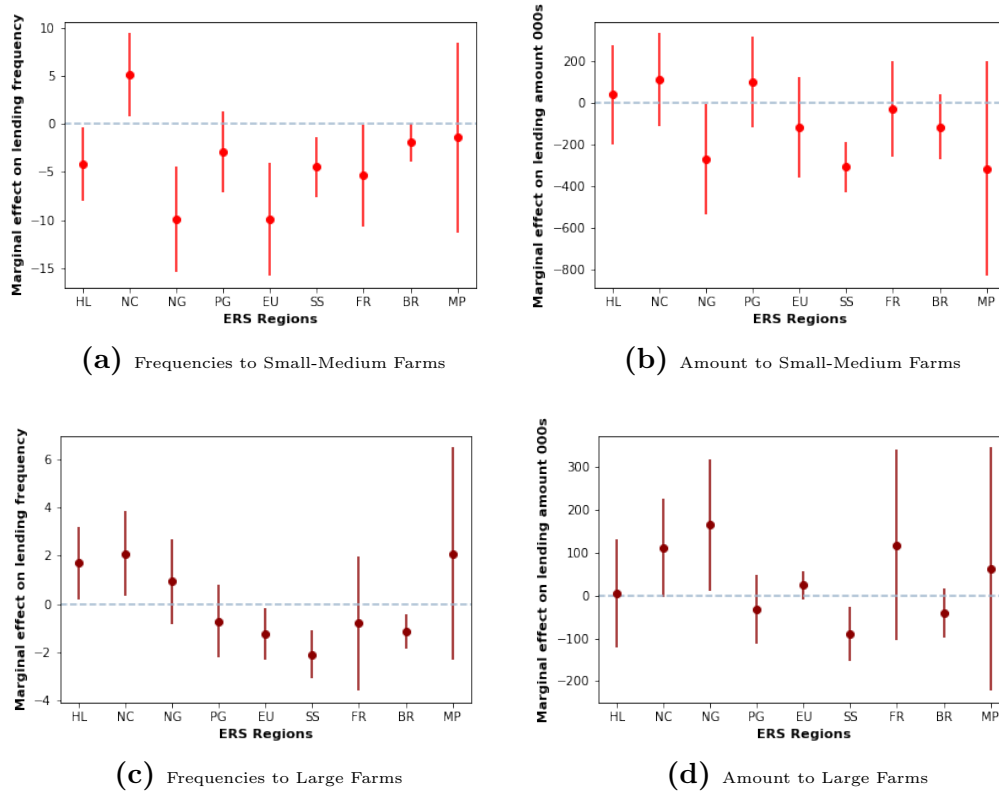 Marginal effect on lending frequency
10
5
0
−5
−10
−15
HL NC NG PG EU SS FR BR MP
ERS Regions
(a) Frequencies to Small-Medium Farms
Marginal effect on lending amount 000s
200
0
−200
−400
−600
−800
HL NC NG PG EU SS FR BR MP
ERS Regions
(b) Amount to Small-Medium Farms
Marginal effect on lending frequency
6
4
2
0
−2
−4
HL NC NG PG EU SS FR BR MP
ERS Regions
(c) Frequencies to Large Farms
Marginal effect on lending amount 000s
300
200
100
0
−100
−200
HL NC NG PG EU SS FR BR MP
ERS Regions
(d) Amount to Large Farms